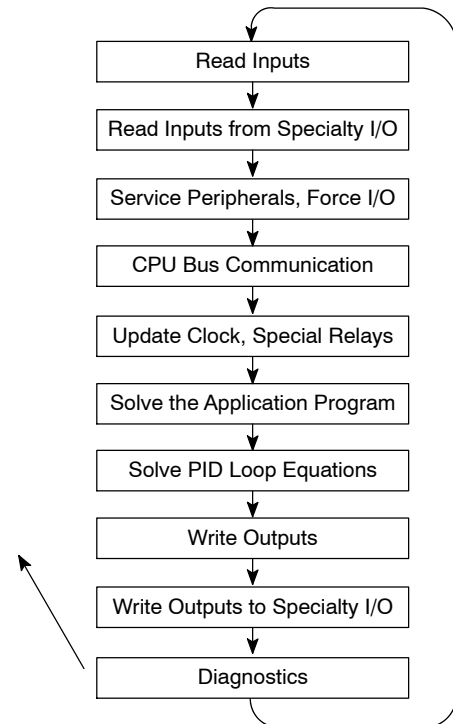 Read Inputs
Read Inputs from Specialty I/O
Service Peripherals, Force I/O
CPU Bus Communication
Update Clock, Special Relays
Solve the Application Program
Solve PID Loop Equations
Write Outputs
Write Outputs to Specialty I/O
Diagnostics